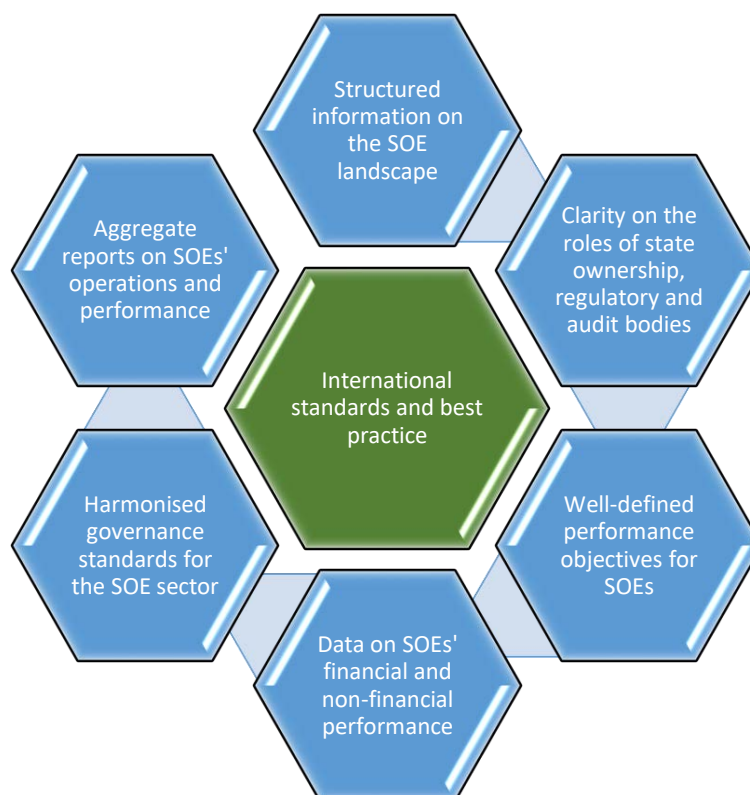 Structured
information on
the SOE
landscape
Clarity on the
roles of state
ownership,
regulatory and
audit bodies
Well-defined
performance
objectives for
SOEs
Data on SOEs'
financial and
non-financial
performance
Harmonised
governance
standards for
the SOE sector
Aggregate
reports on SOEs'
operations and
performance
International
standards and best
practice